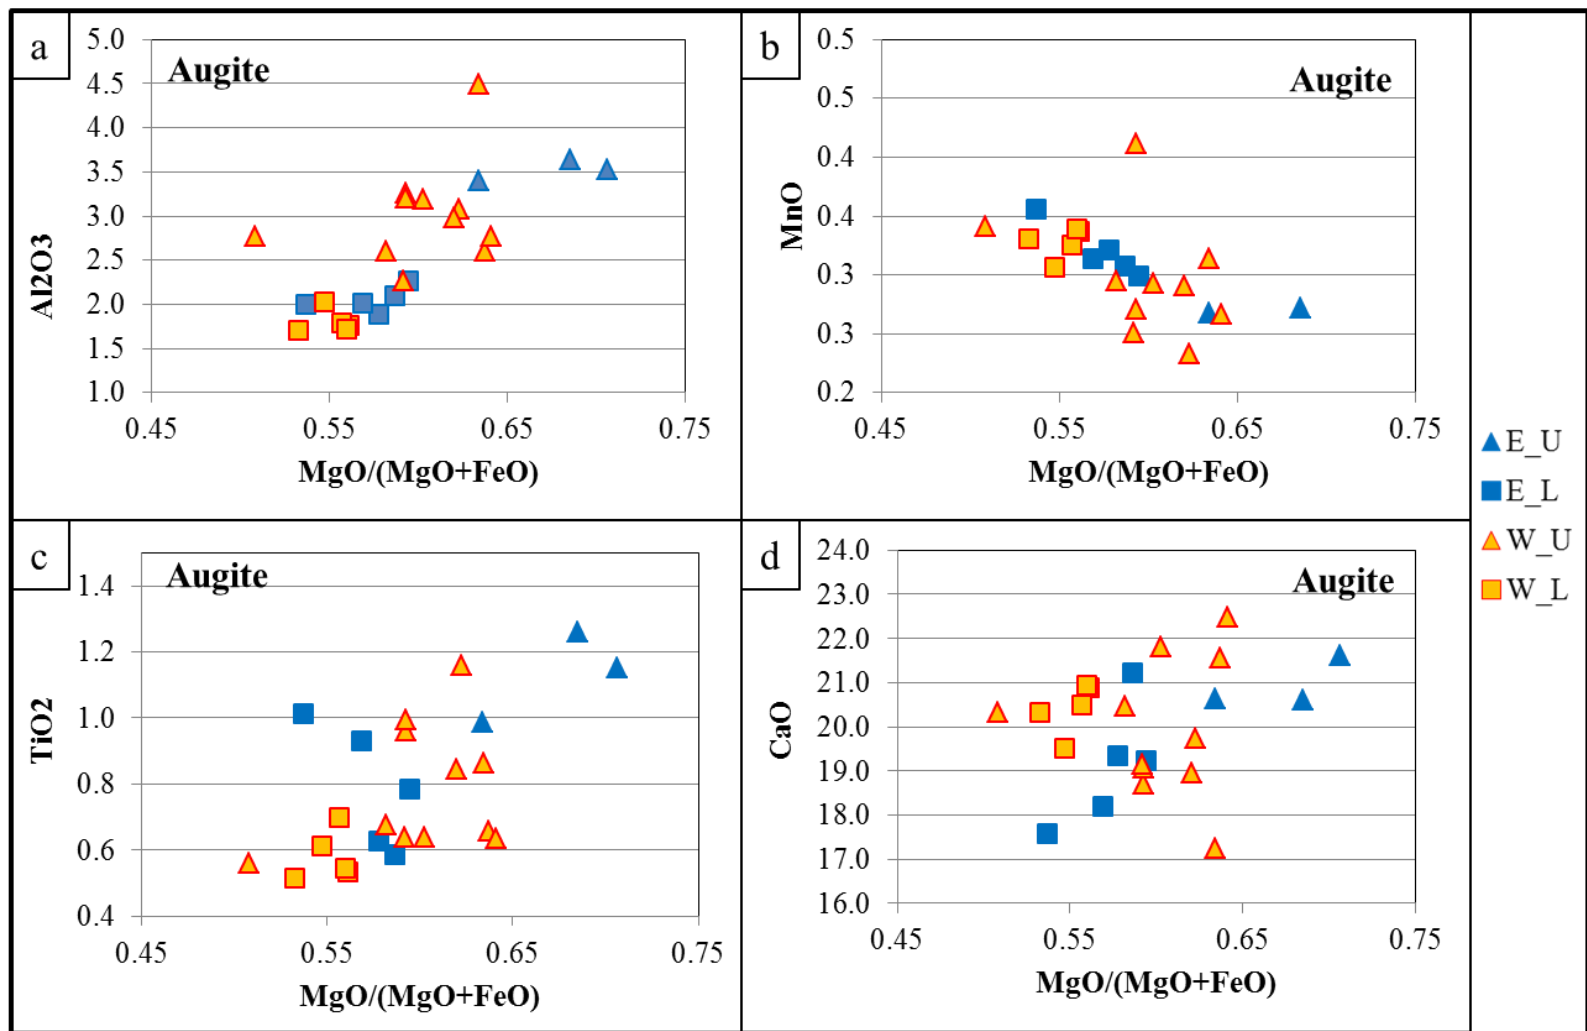 a
Augite
5.0
4.5
4.0
3.5
3.0
2.5
2.0
1.5
1.0
Al2O3
0.45 0.55 0.65 0.75
MgO/(MgO+FeO)
b
Augite
0.5
0.5
0.4
0.4
0.3
0.3
0.2
MnO
0.45 0.55 0.65 0.75
MgO/(MgO+FeO)
c
Augite
1.4
1.2
1.0
0.8
0.6
0.4
TiO2
0.45 0.55 0.65 0.75
MgO/(MgO+FeO)
d
Augite
24.0
23.0
22.0
21.0
20.0
19.0
18.0
17.0
16.0
CaO
0.45 0.55 0.65 0.75
MgO/(MgO+FeO)
E_U
E_L
W_U
W_L